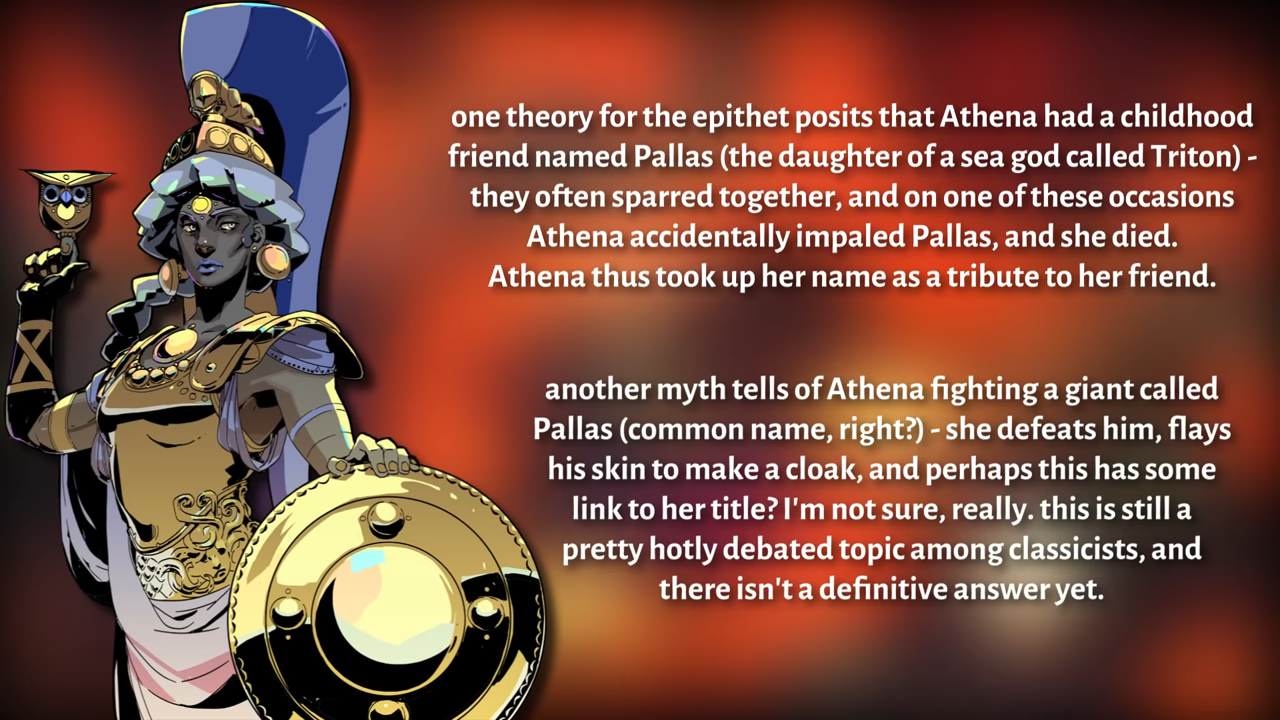 one theory for the epithet posits that Athena had a childhood
friend named Pallas (the daughter of a sea god called Triton) -
they often sparred together, and on one of these occasions
Athena accidentally impaled Pallas, and she died.
Athena thus took up her name as a tribute to her friend.
another myth tells of Athena fighting a giant called
Pallas (common name, right?) - she defeats him, flays
his skin to make a cloak, and perhaps this has some
link to her title? I'm not sure, really. this is still a
pretty hotly debated topic among classicists, and
there isn't a definitive answer yet.